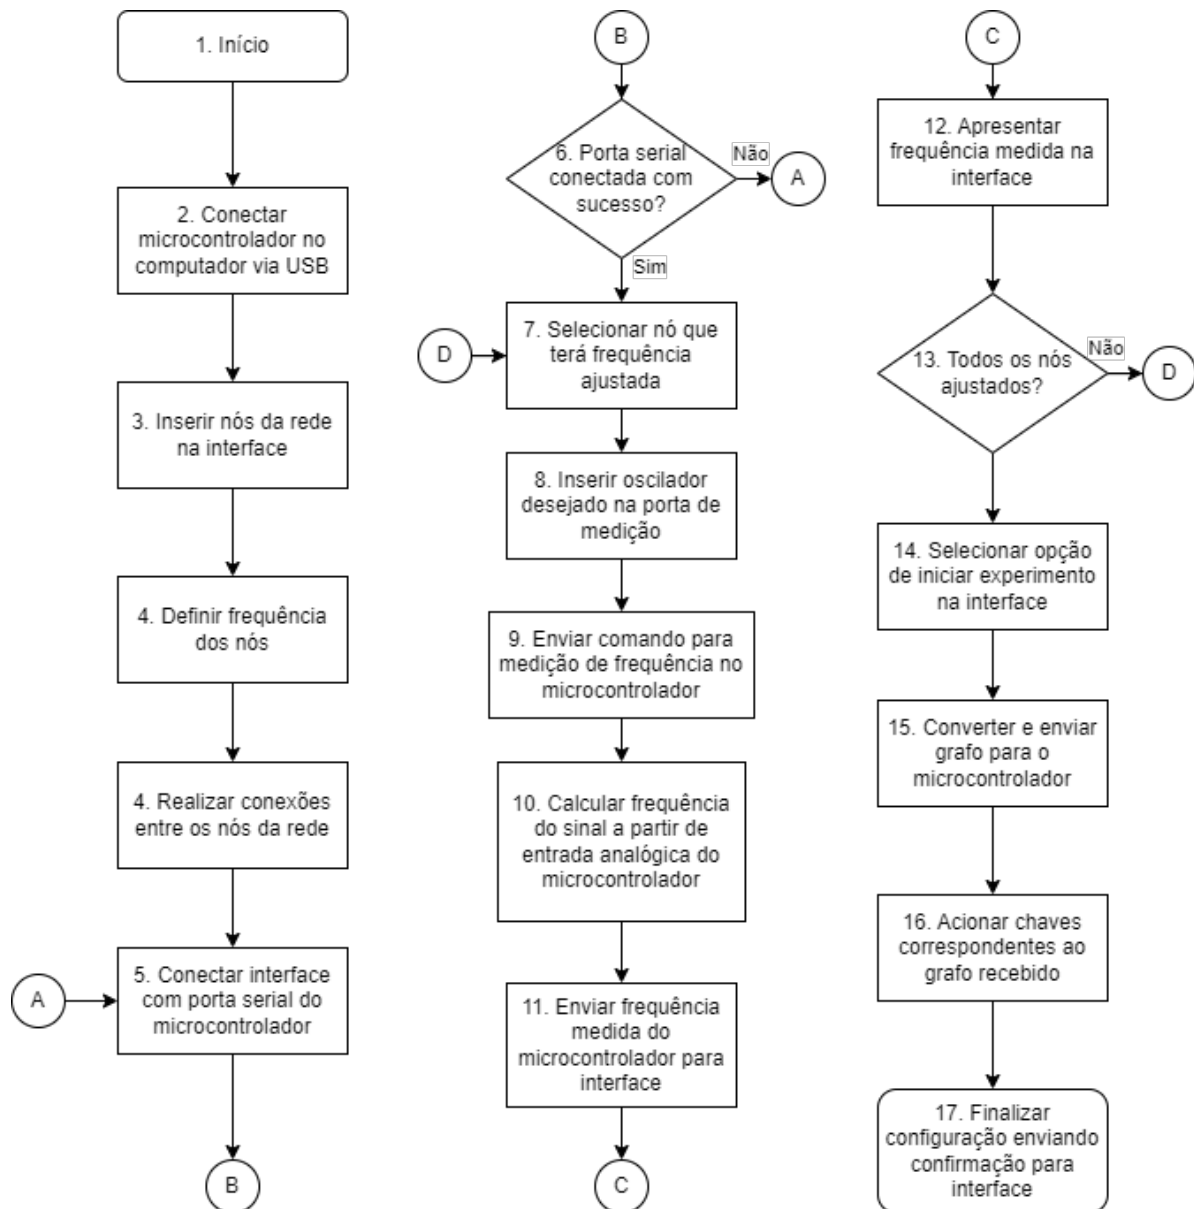 1. Início
2. Conectar
microcontrolador no
computador via USB
3. Inserir nós da rede
na interface
4. Definir frequência
dos nós
4. Realizar conexões
entre os nós da rede
A
5. Conectar interface
com porta serial do
microcontrolador
B
B
6. Porta serial
conectada com
sucesso?
Não
A
Sim
D
7. Selecionar nó que
terá frequência
ajustada
8. Inserir oscilador
desejado na porta de
medição
9. Enviar comando para
medição de frequência no
microcontrolador
10. Calcular frequência
do sinal a partir de
entrada analógica do
microcontrolador
11. Enviar frequência
medida do
microcontrolador para
interface
C
C
12. Apresentar
frequência medida na
interface
13. Todos os nós
ajustados?
Não
D
14. Selecionar opção
de iniciar experimento
na interface
15. Converter e enviar
grafo para o
microcontrolador
16. Acionar chaves
correspondentes ao
grafo recebido
17. Finalizar
configuração enviando
confirmação para
interface